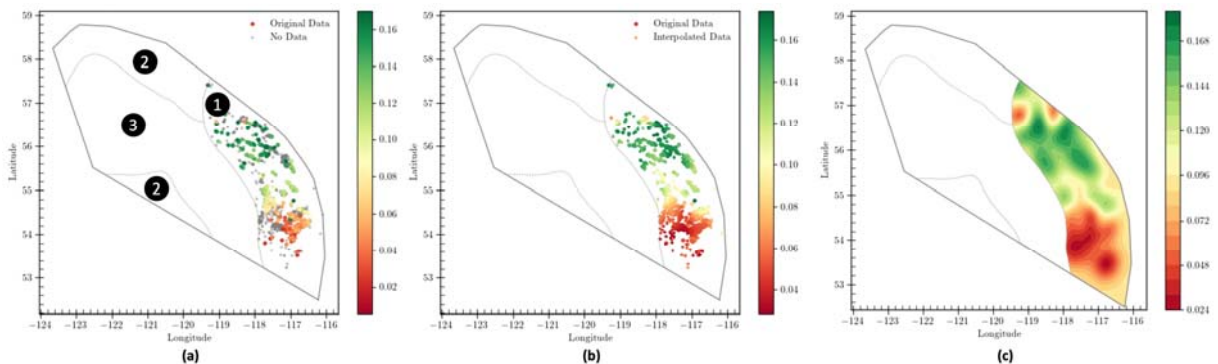 59
58
57
56
55
54
53
Latitude
−124 −123 −122 −121 −120 −119 −118 −117 −116
Longitude
Original Data
No Data
2
1
3
2
0.16
0.14
0.12
0.10
0.08
0.06
0.04
0.02
(a)
59
58
57
56
55
54
53
Latitude
−124 −123 −122 −121 −120 −119 −118 −117 −116
Longitude
Original Data
Interpolated Data
0.16
0.14
0.12
0.10
0.08
0.06
0.04
(b)
59
58
57
56
55
54
53
Latitude
−124 −123 −122 −121 −120 −119 −118 −117 −116
Longitude
0.168
0.144
0.120
0.096
0.072
0.048
0.024
(c)